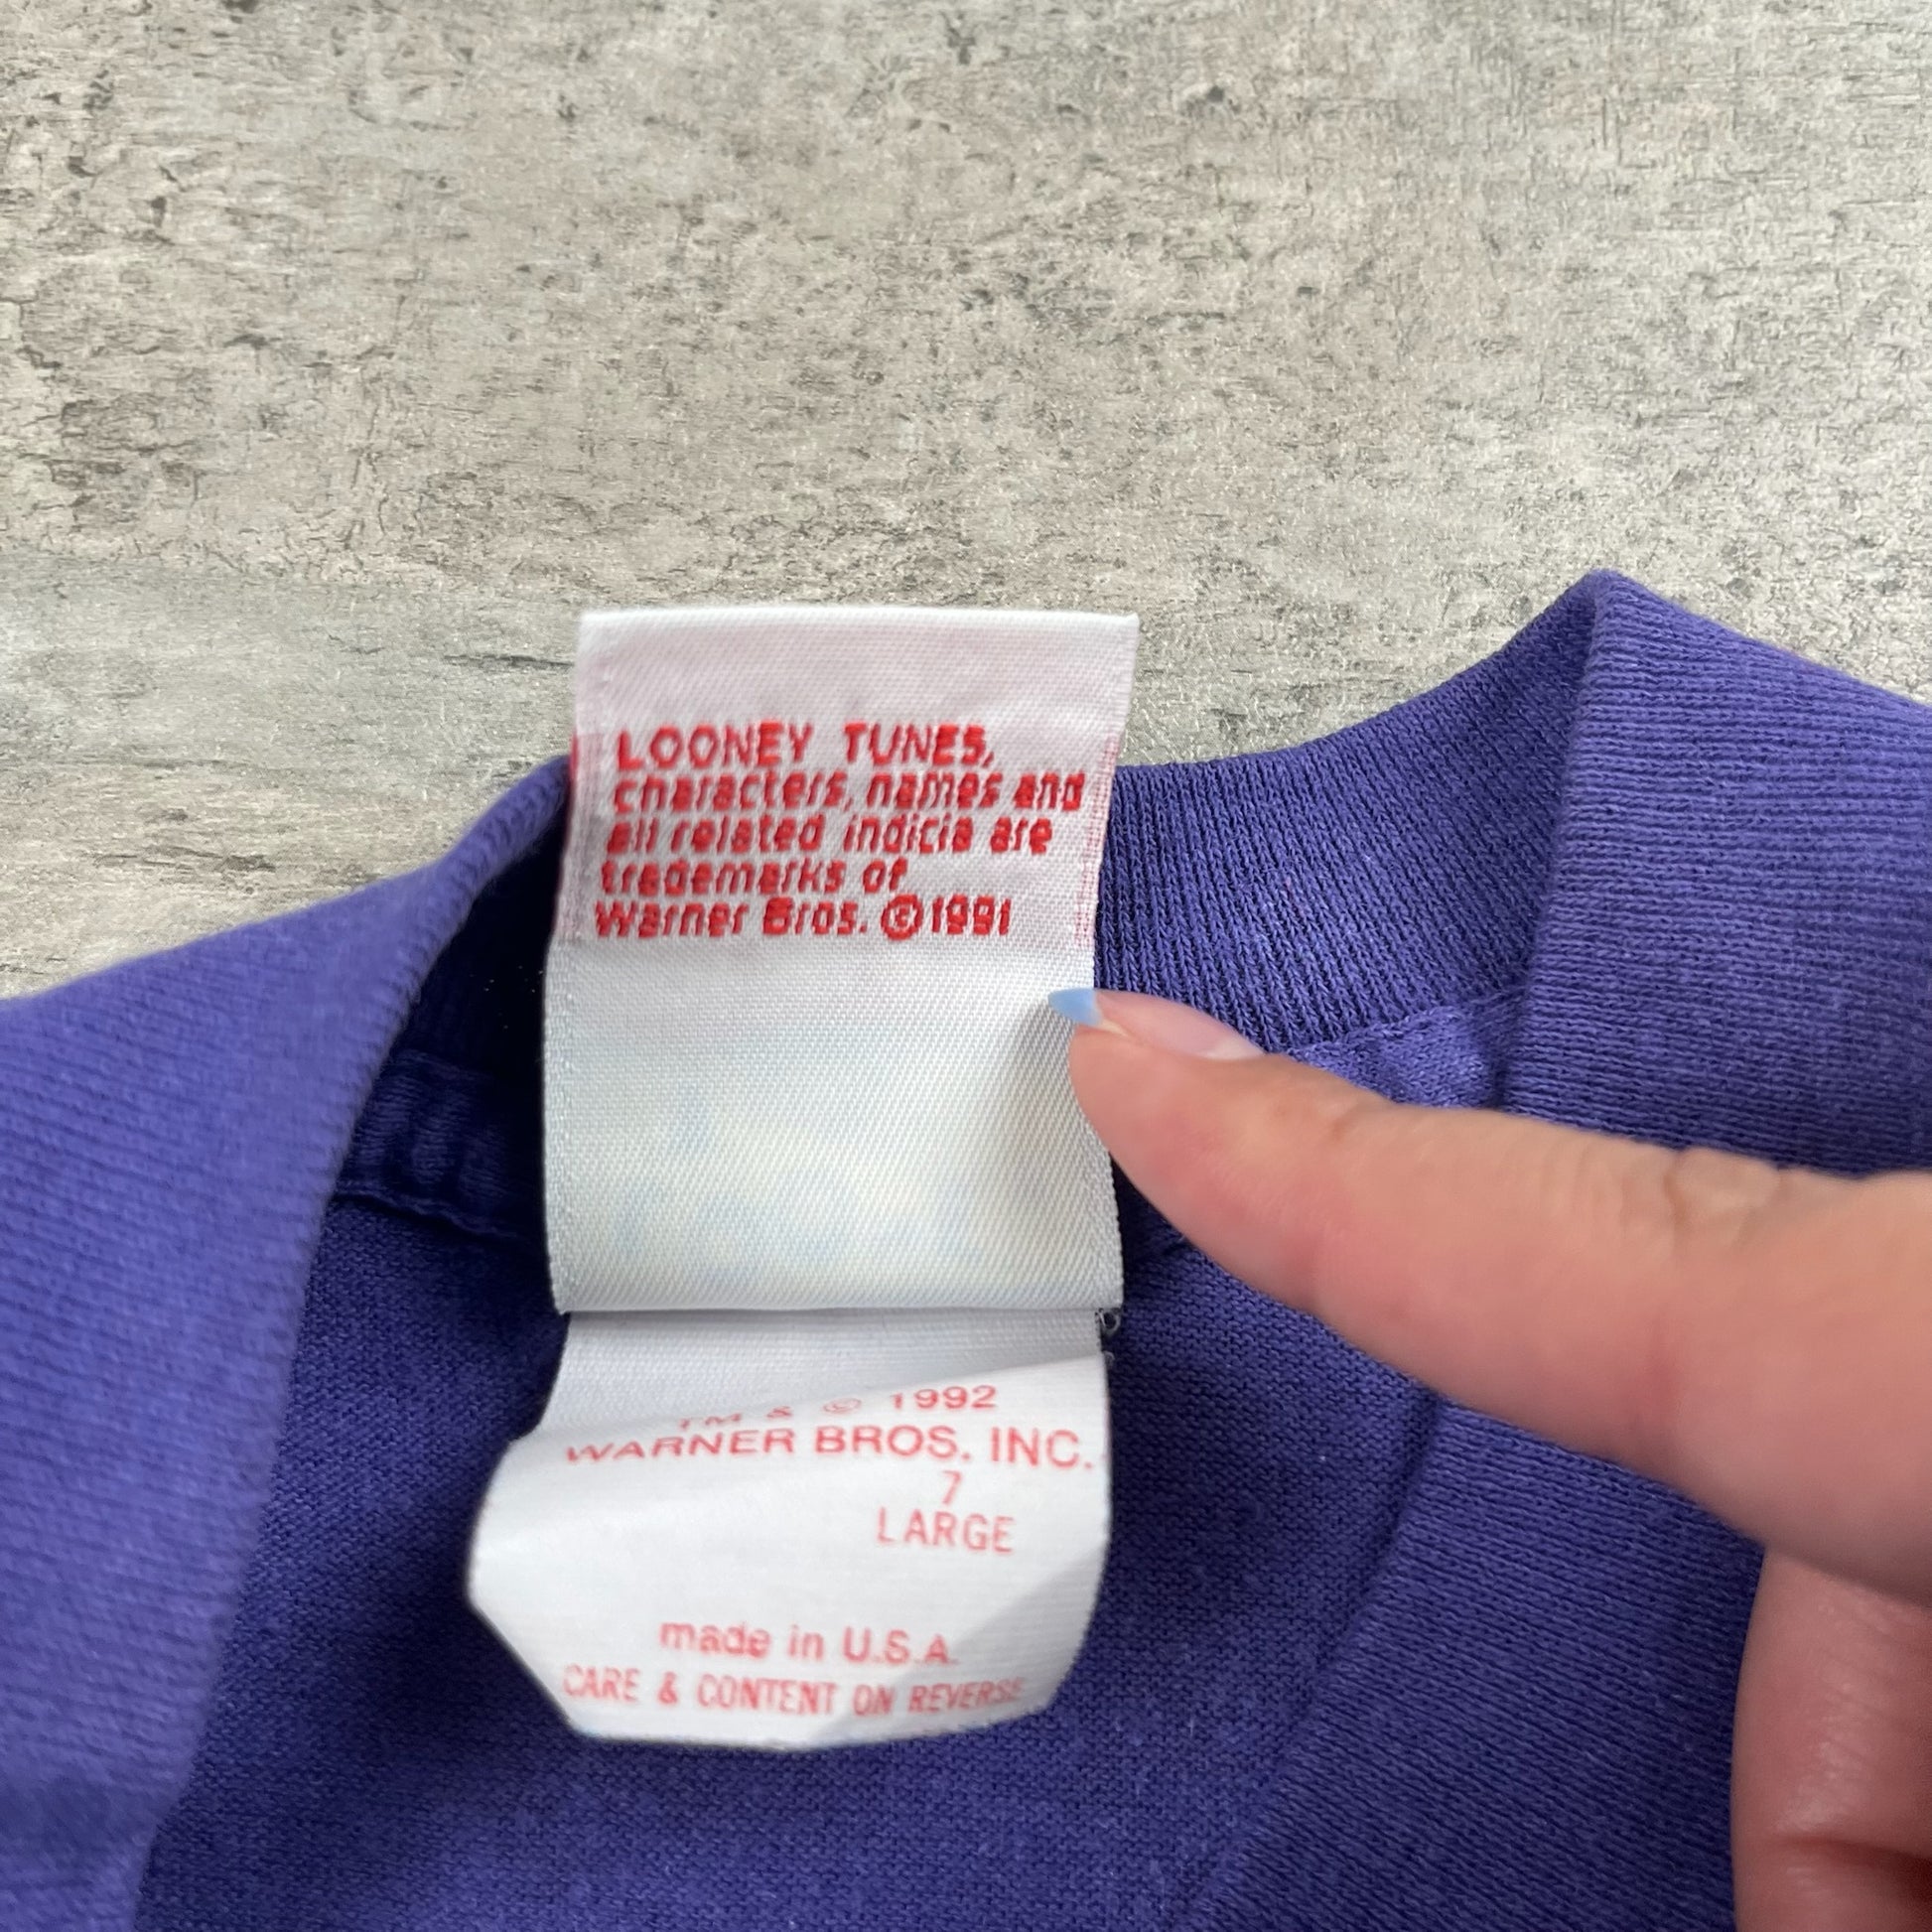 LOONEY TUNES,
characters, names and
all related indicia are
trademarks of
Warner Bros. ©1991
TM & © 1992
WARNER BROS. INC.
7
LARGE
made in U.S.A.
CARE & CONTENT ON REVERSE